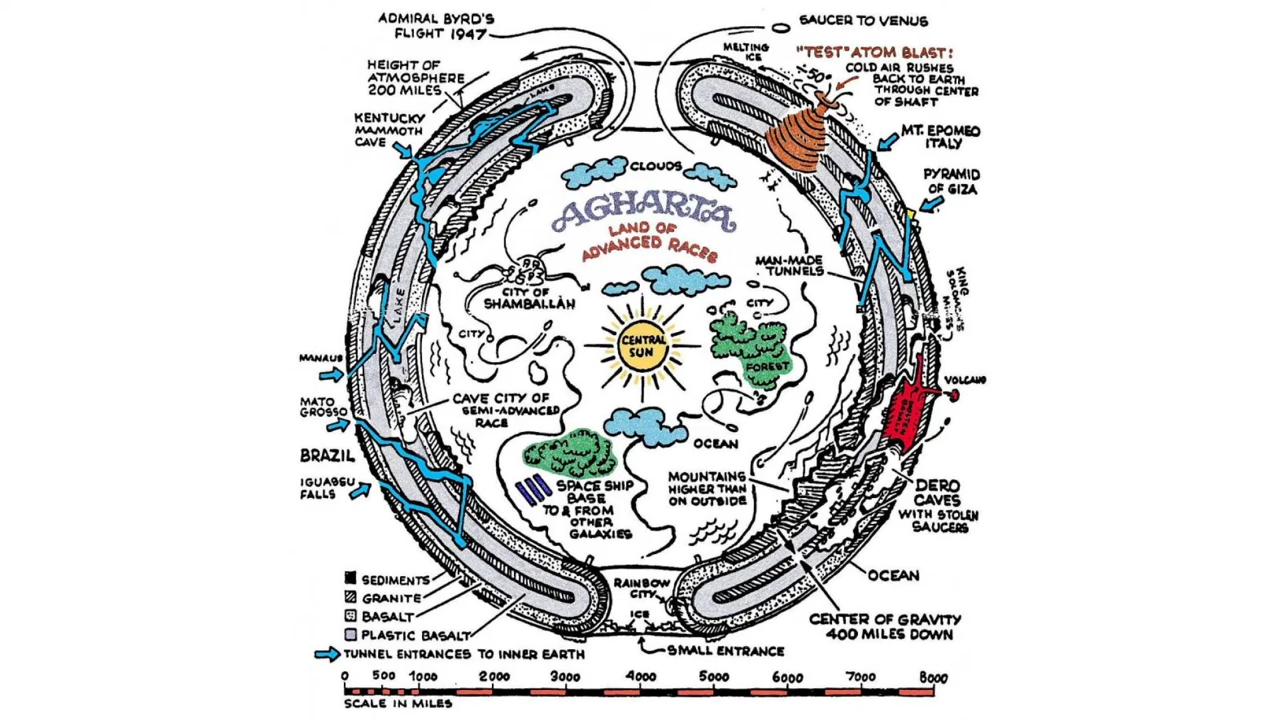 ADMIRAL BYRD'S
FLIGHT 1947
SAUCER TO VENUS
MELTING
ICE
"TEST" ATOM BLAST!
-50°
COLD AIR RUSHES
BACK TO EARTH
THROUGH CENTER
OF SHAFT
HEIGHT OF
ATMOSPHERE
200 MILES
LAKE
KENTUCKY
MAMMOTH
CAVE
MT. EPOMEO
ITALY
CLOUDS
PYRAMID
OF GIZA
AGHARTA
LAND OF
ADVANCED RACES
MAN-MADE
TUNNELS
KING
SOLOMON'S
MINES
CITY OF
SHAMBALLAH
CITY
LAKE
CITY
CENTRAL
SUN
FOREST
MANAUS
VOLCANO
MOLTEN
BASALT
MATO
GROSSO
CAVE CITY OF
SEMI-ADVANCED
RACE
OCEAN
BRAZIL
IGUASSU
FALLS
SPACE SHIP
BASE
TO & FROM
OTHER
GALAXIES
MOUNTAINS
HIGHER THAN
ON OUTSIDE
DERO
CAVES
WITH STOLEN
SAUCERS
OCEAN
RAINBOW
CITY
ICE
SEDIMENTS
GRANITE
BASALT
PLASTIC BASALT
TUNNEL ENTRANCES TO INNER EARTH
SMALL ENTRANCE
CENTER OF GRAVITY
400 MILES DOWN
0 500 1000 2000 3000 4000 5000 6000 7000 8000
SCALE IN MILES